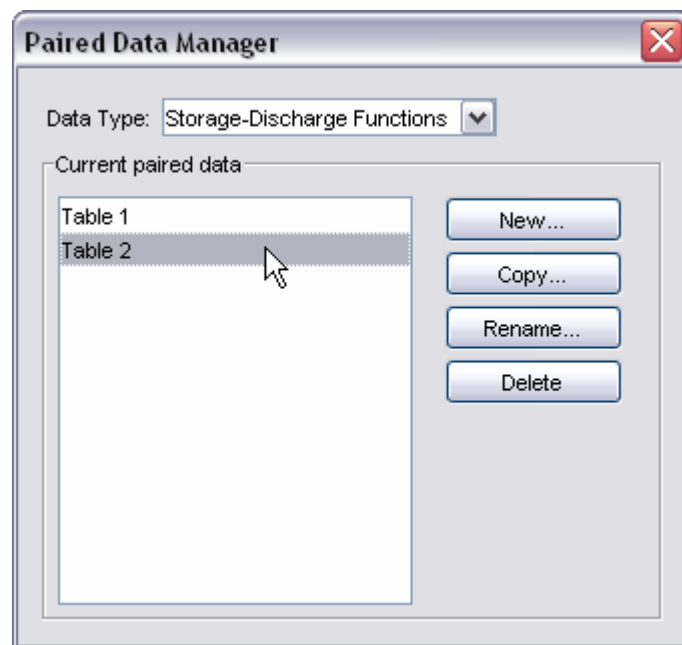 Paired Data Manager
Data Type: Storage-Discharge Functions
Current paired data
Table 1
Table 2
New...
Copy...
Rename...
Delete